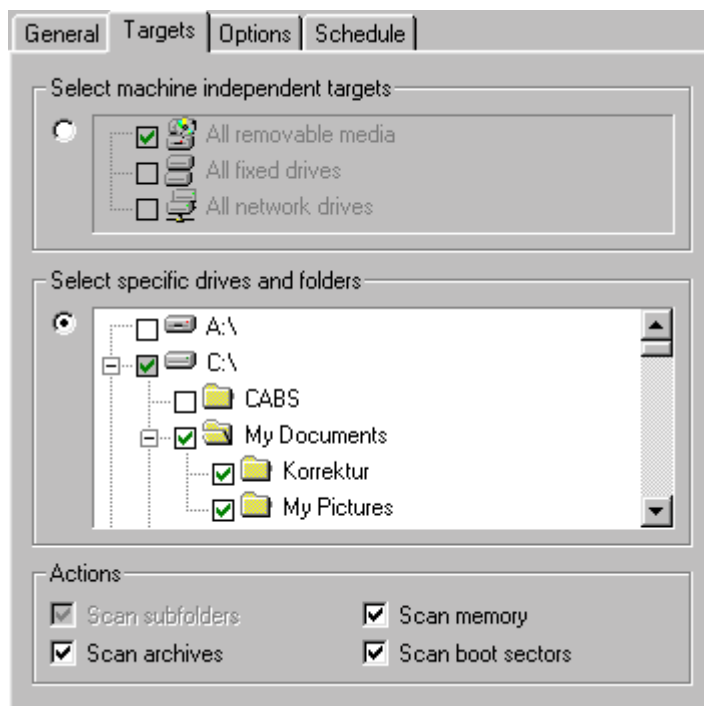 General Targets Options Schedule
Select machine independent targets
All removable media
All fixed drives
All network drives
Select specific drives and folders
A:\
C:\
CABS
My Documents
Korrektur
My Pictures
Actions
Scan subfolders Scan memory
Scan archives Scan boot sectors